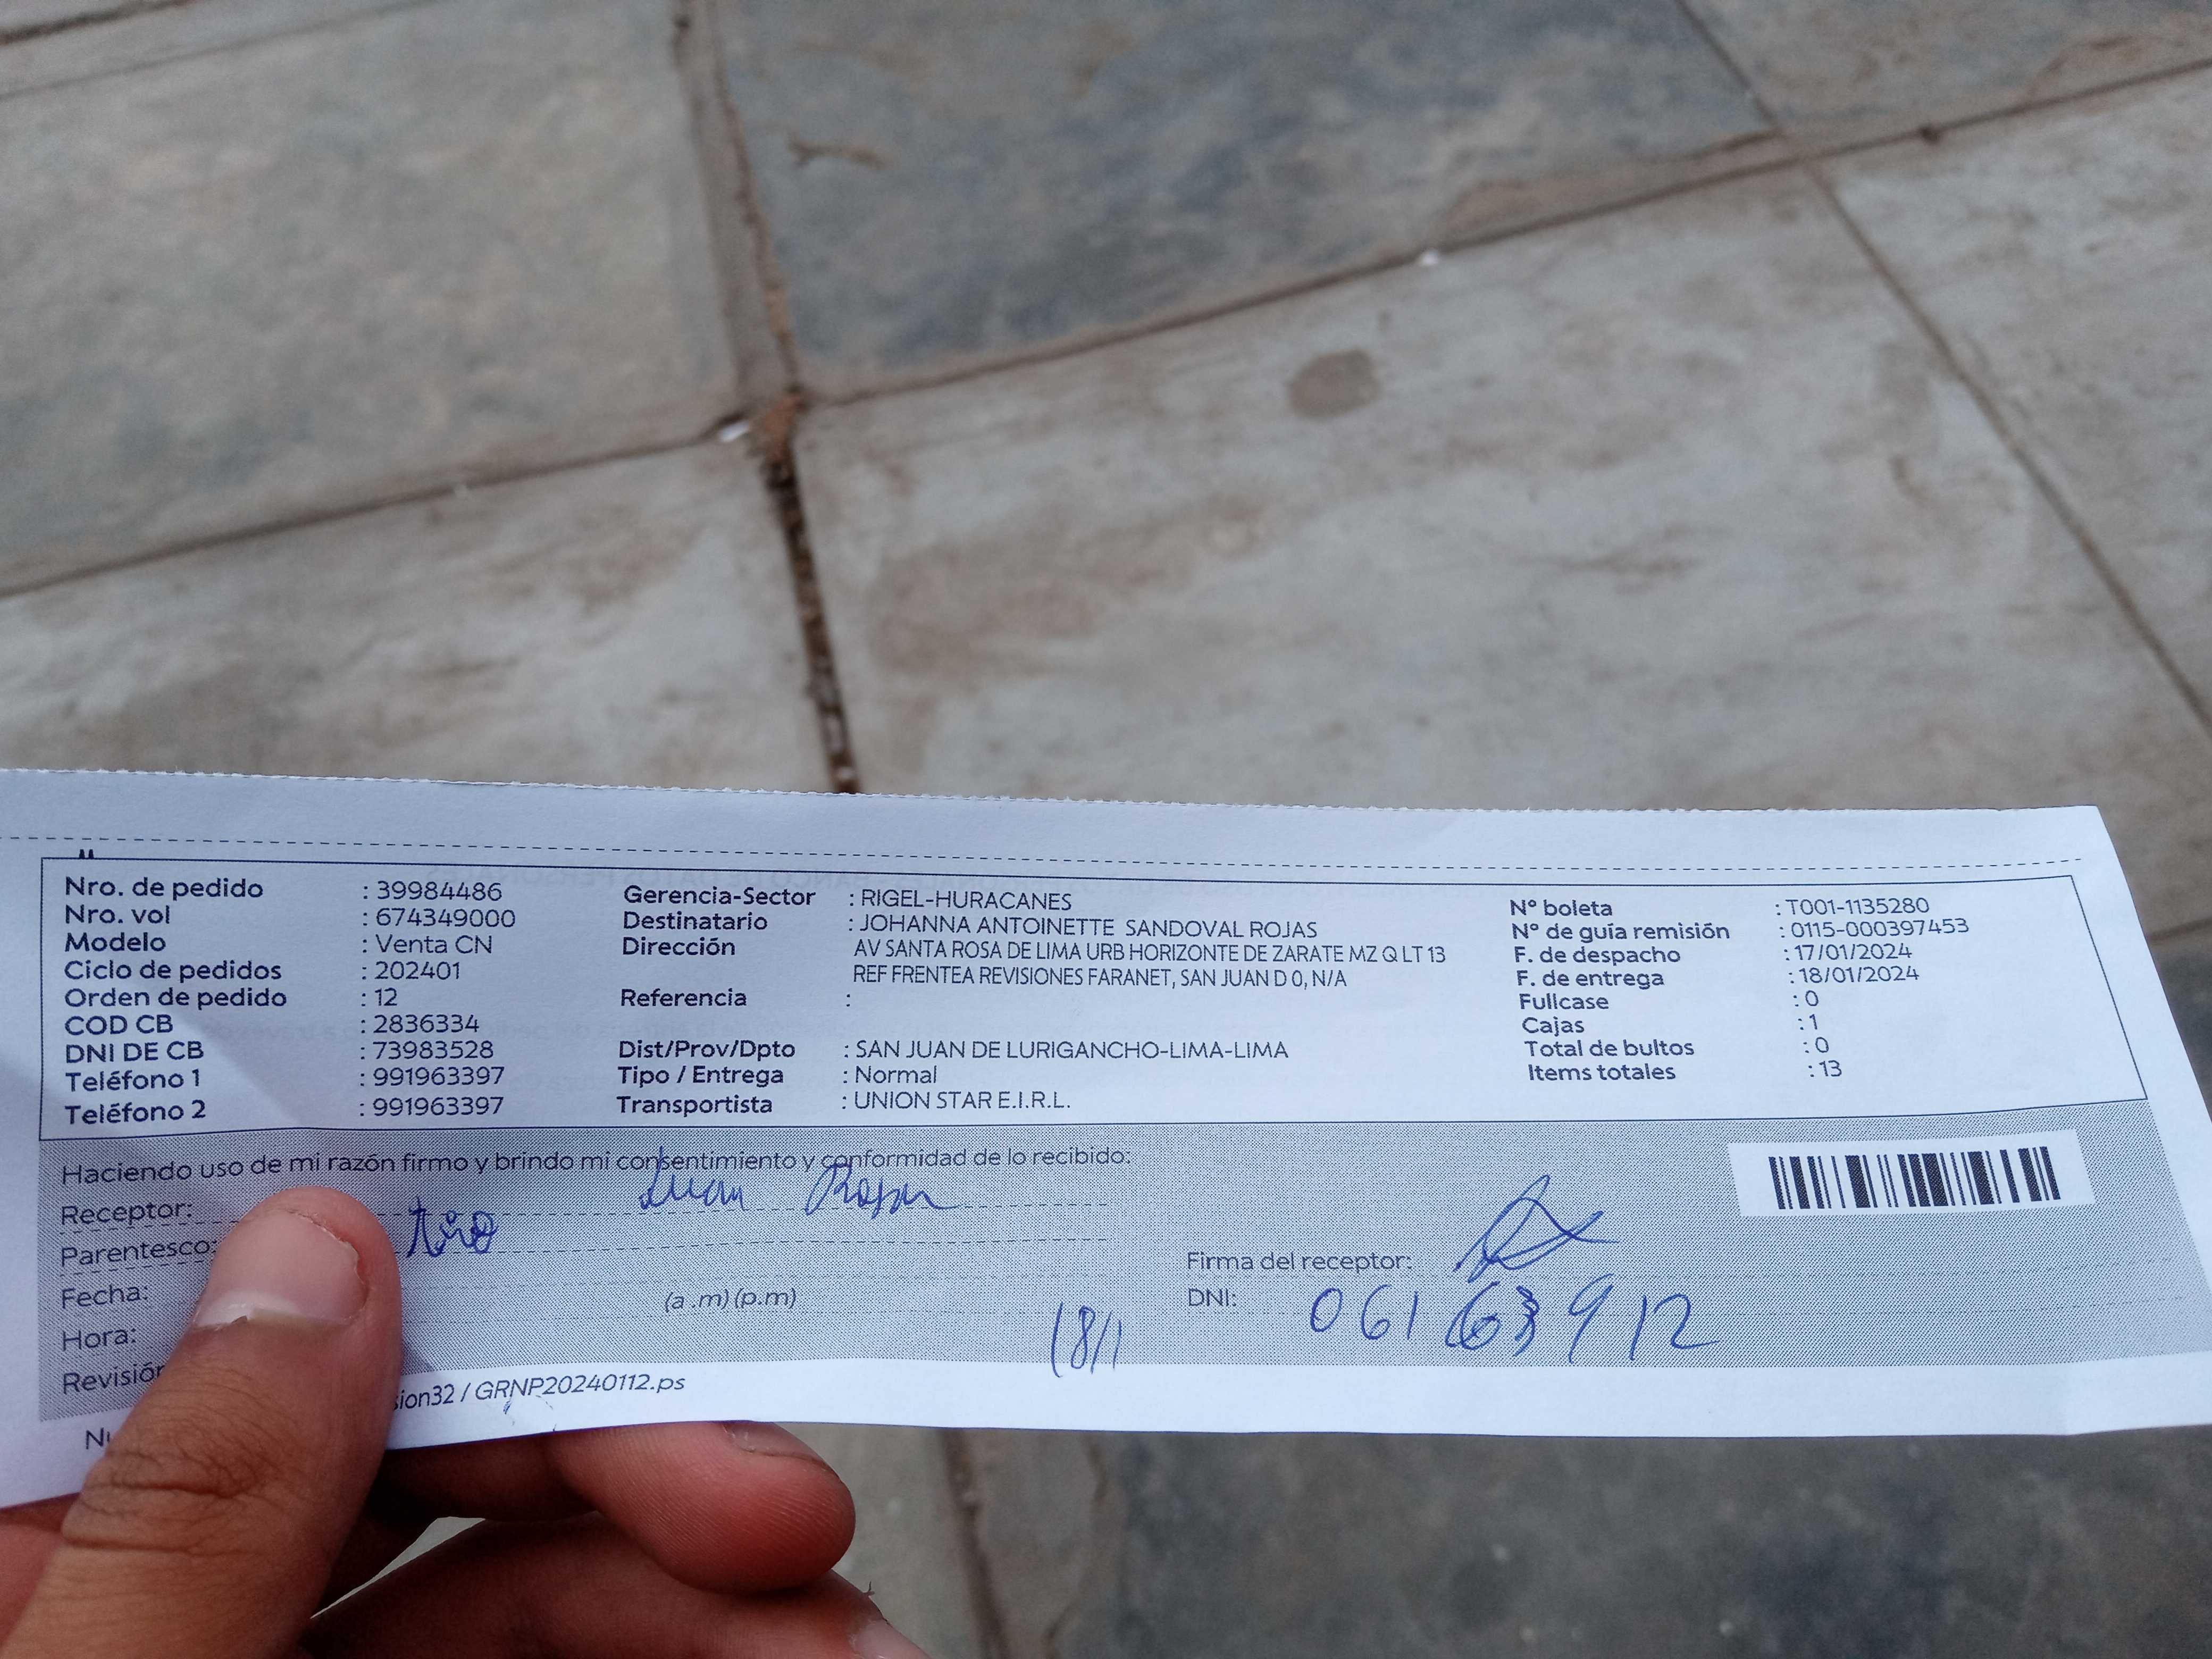 Nro. de pedido : 39984486
Nro. vol : 674349000
Modelo : Venta CN
Ciclo de pedidos : 202401
Orden de pedido : 12
COD CB : 2836334
DNI DE CB : 73983528
Teléfono 1 : 991963397
Teléfono 2 : 991963397
Gerencia-Sector : RIGEL-HURACANES
Destinatario : JOHANNA ANTOINETTE SANDOVAL ROJAS
Dirección AV SANTA ROSA DE LIMA URB HORIZONTE DE ZARATE MZ Q LT 13
REF FRENTEA REVISIONES FARANET, SAN JUAN D 0, N/A
Referencia :
Dist/Prov/Dpto : SAN JUAN DE LURIGANCHO-LIMA-LIMA
Tipo / Entrega : Normal
Transportista : UNION STAR E.I.R.L.
N° boleta : T001-1135280
N° de guía remisión : 0115-000397453
F. de despacho : 17/01/2024
F. de entrega : 18/01/2024
Fullcase : 0
Cajas : 1
Total de bultos : 0
Items totales : 13
Haciendo uso de mi razón firmo y brindo mi consentimiento y conformidad de lo recibido:
Receptor: Juan Rojas
Parentesco: tio
Fecha:
Hora: (a .m) (p.m)
Revisión
18/1
Firma del receptor:
DNI: 06163912
sion32 / GRNP20240112.ps